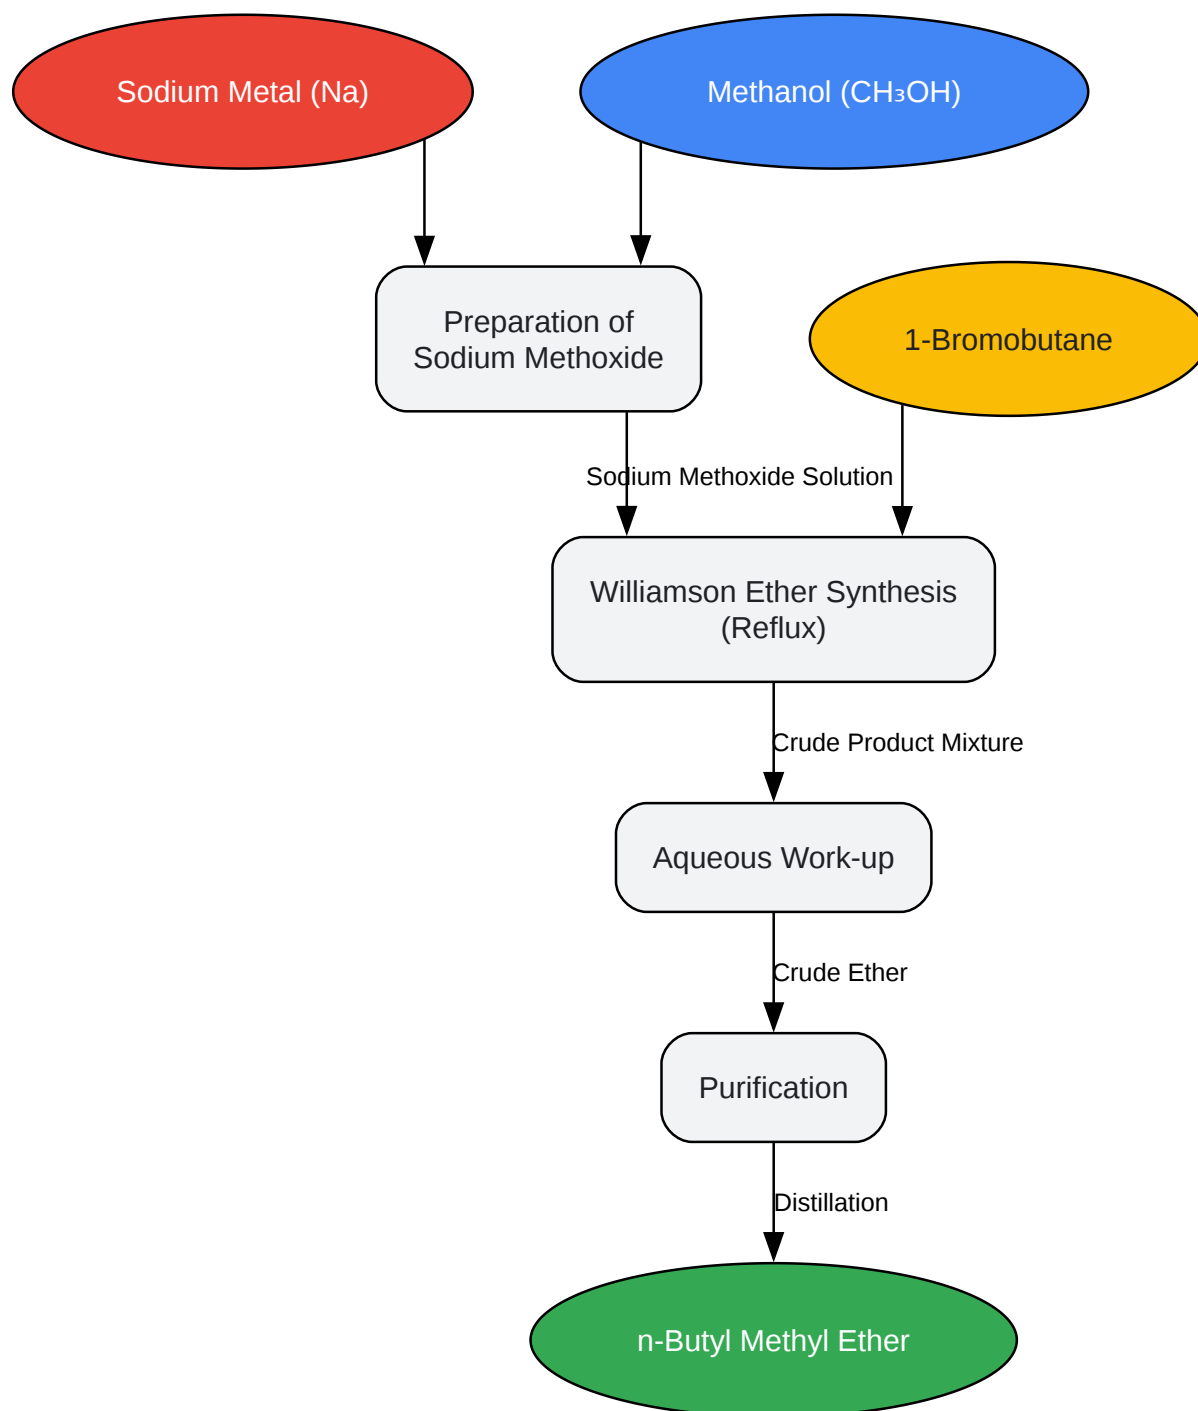 Sodium Metal (Na)
Methanol (CH₃OH)
Preparation of
Sodium Methoxide
1-Bromobutane
Sodium Methoxide Solution
Williamson Ether Synthesis
(Reflux)
Crude Product Mixture
Aqueous Work-up
Crude Ether
Purification
Distillation
n-Butyl Methyl Ether